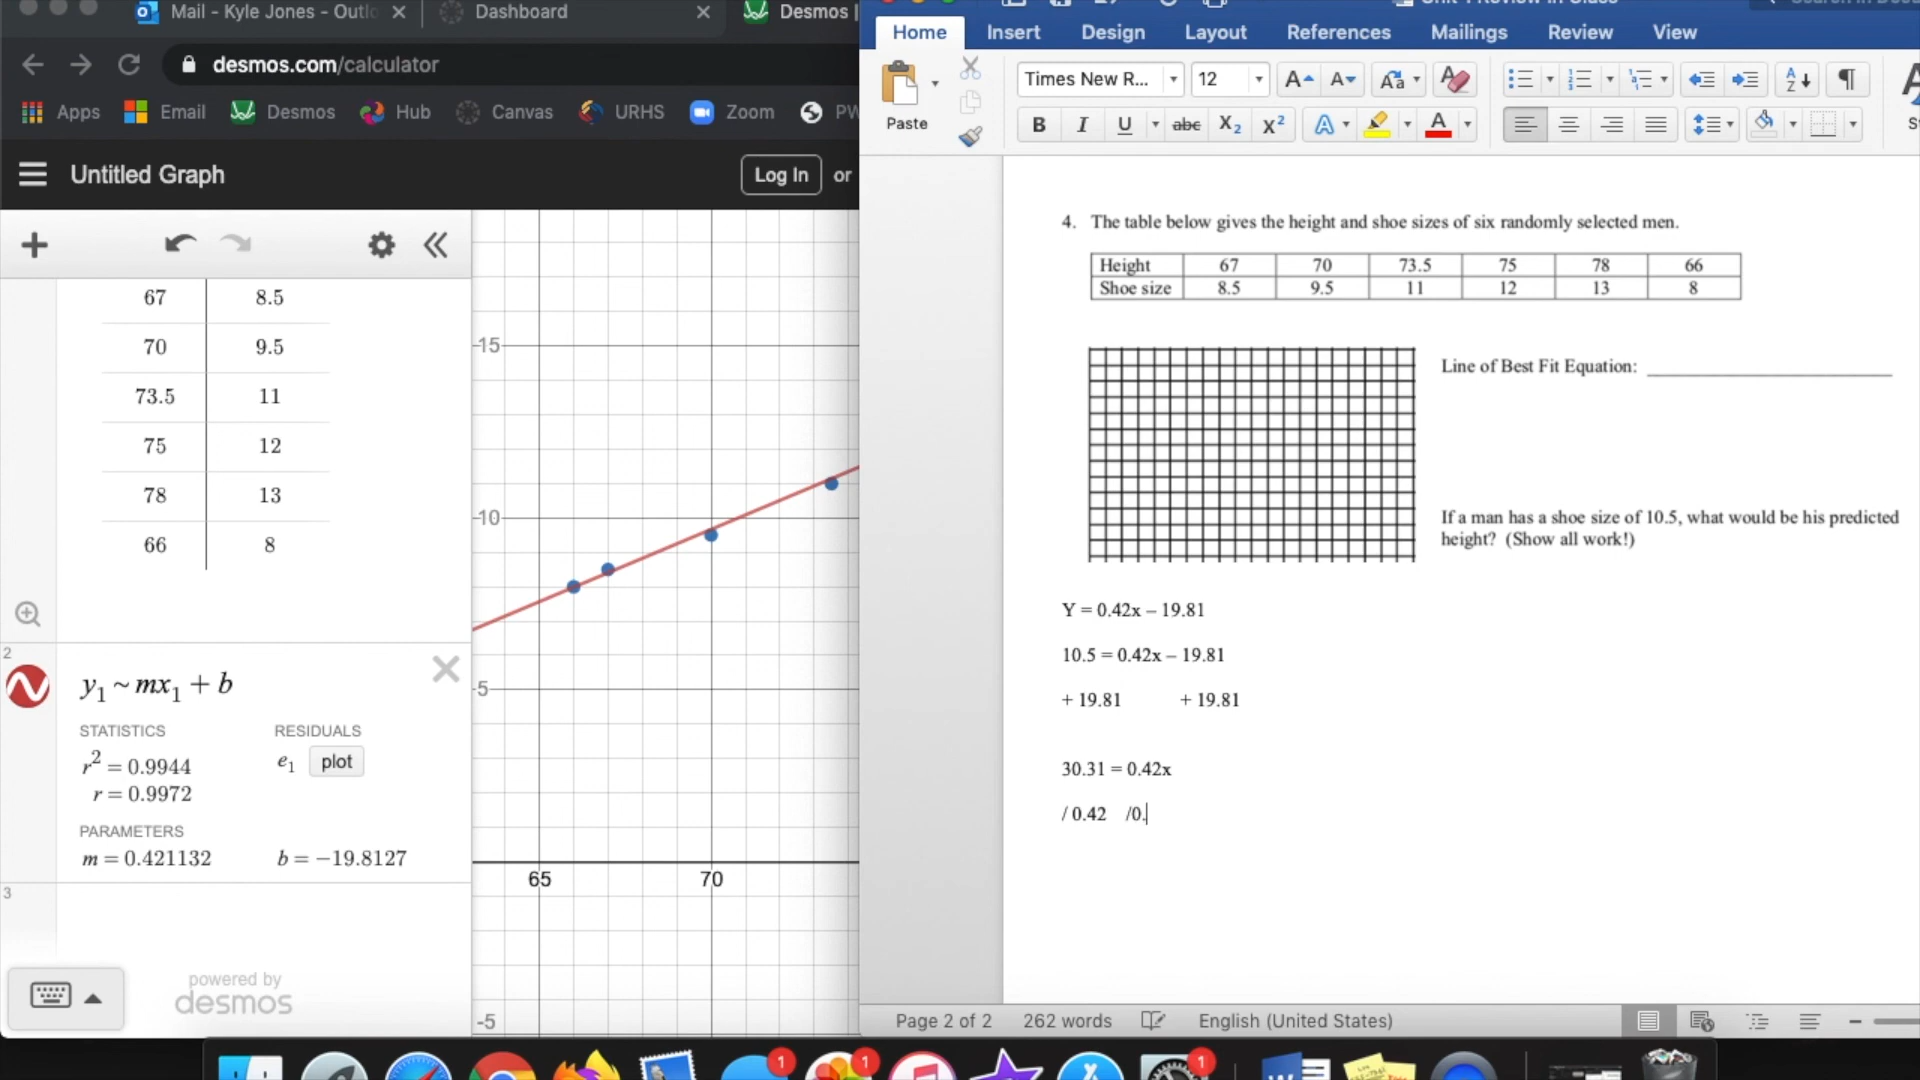 Mail - Kyle Jones - Outlo
Dashboard
Desmos |
desmos.com/calculator
Apps Email Desmos Hub Canvas URHS Zoom PW
Untitled Graph
Log In or
67 8.5
70 9.5
73.5 11
75 12
78 13
66 8
2
y₁ ~ mx₁ + b
STATISTICS RESIDUALS
r² = 0.9944 e₁ plot
r = 0.9972
PARAMETERS
m = 0.421132 b = −19.8127
3
powered by
desmos
15
10
5
65 70
-5
Home Insert Design Layout References Mailings Review View
Paste
Times New R... 12
4. The table below gives the height and shoe sizes of six randomly selected men.
Height 67 70 73.5 75 78 66
Shoe size 8.5 9.5 11 12 13 8
Line of Best Fit Equation:
If a man has a shoe size of 10.5, what would be his predicted
height? (Show all work!)
Y = 0.42x – 19.81
10.5 = 0.42x – 19.81
+ 19.81 + 19.81
30.31 = 0.42x
/ 0.42 /0.
Page 2 of 2 262 words English (United States)
1 1 1